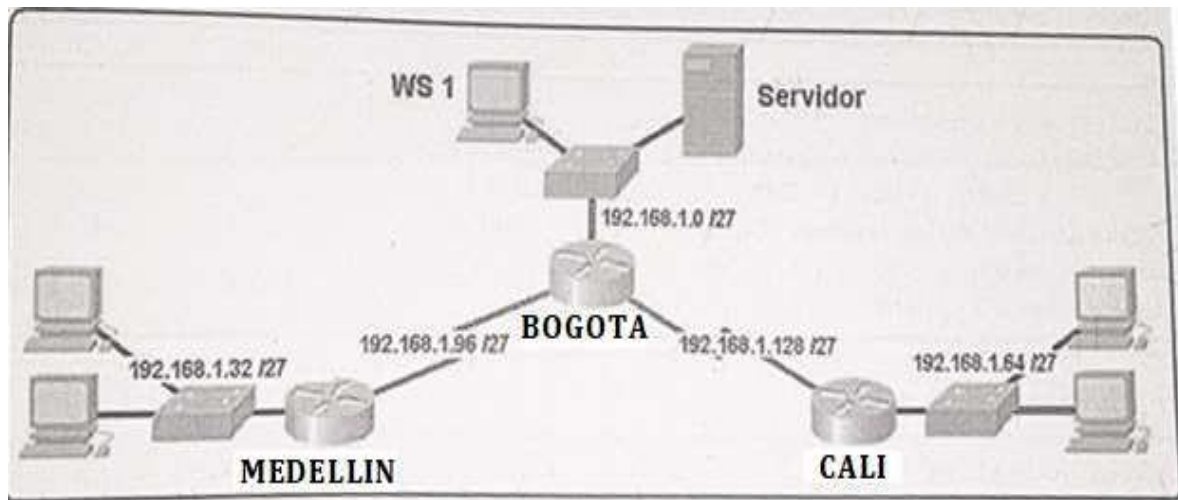 WS 1
Servidor
192.168.1.0 /27
BOGOTA
192.168.1.96 /27
192.168.1.128 /27
192.168.1.32 /27
192.168.1.64 /27
MEDELLIN
CALI